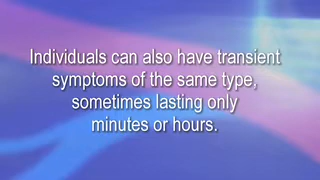 Individuals can also have transient
symptoms of the same type,
sometimes lasting only
minutes or hours.